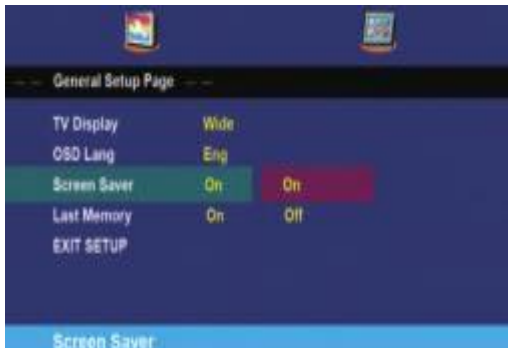 -- -- General Setup Page -- --
TV Display Wide
OSD Lang Eng
Screen Saver On On
Last Memory On Off
EXIT SETUP
Screen Saver